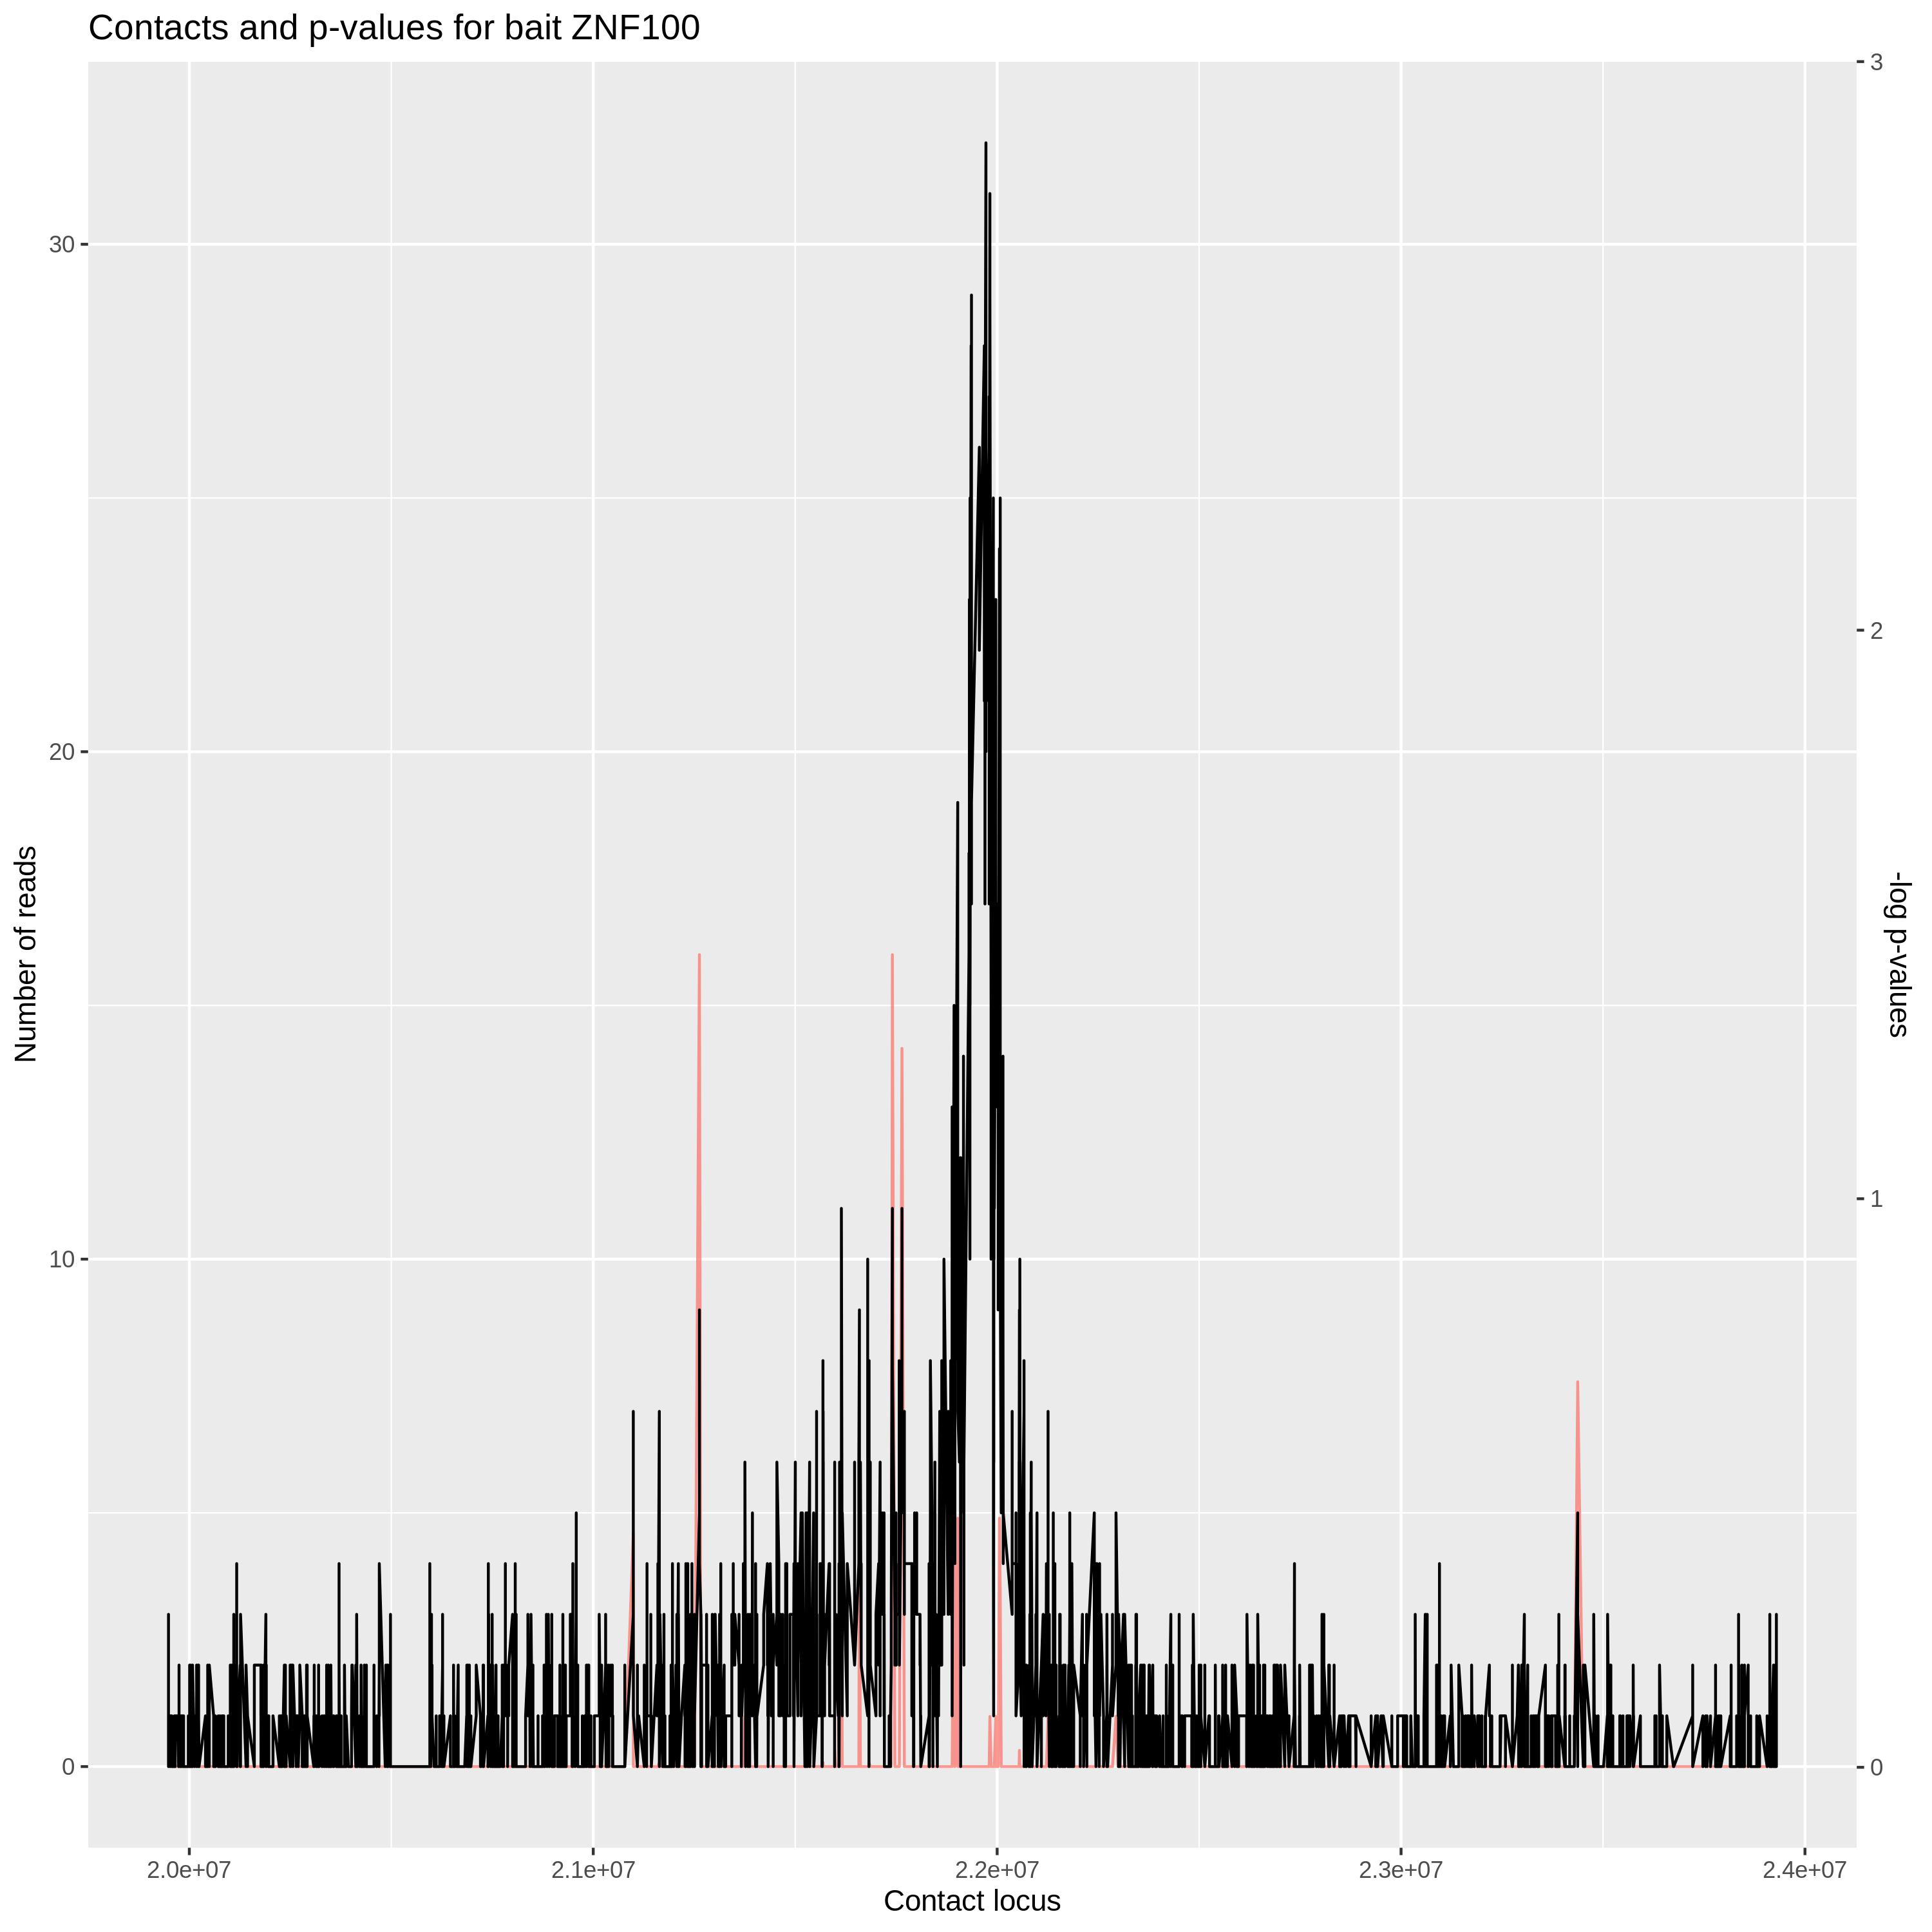 Contacts and p-values for bait ZNF100
Number of reads
30
20
10
0
3
2
1
0
-log p-values
2.0e+07 2.1e+07 2.2e+07 2.3e+07 2.4e+07
Contact locus